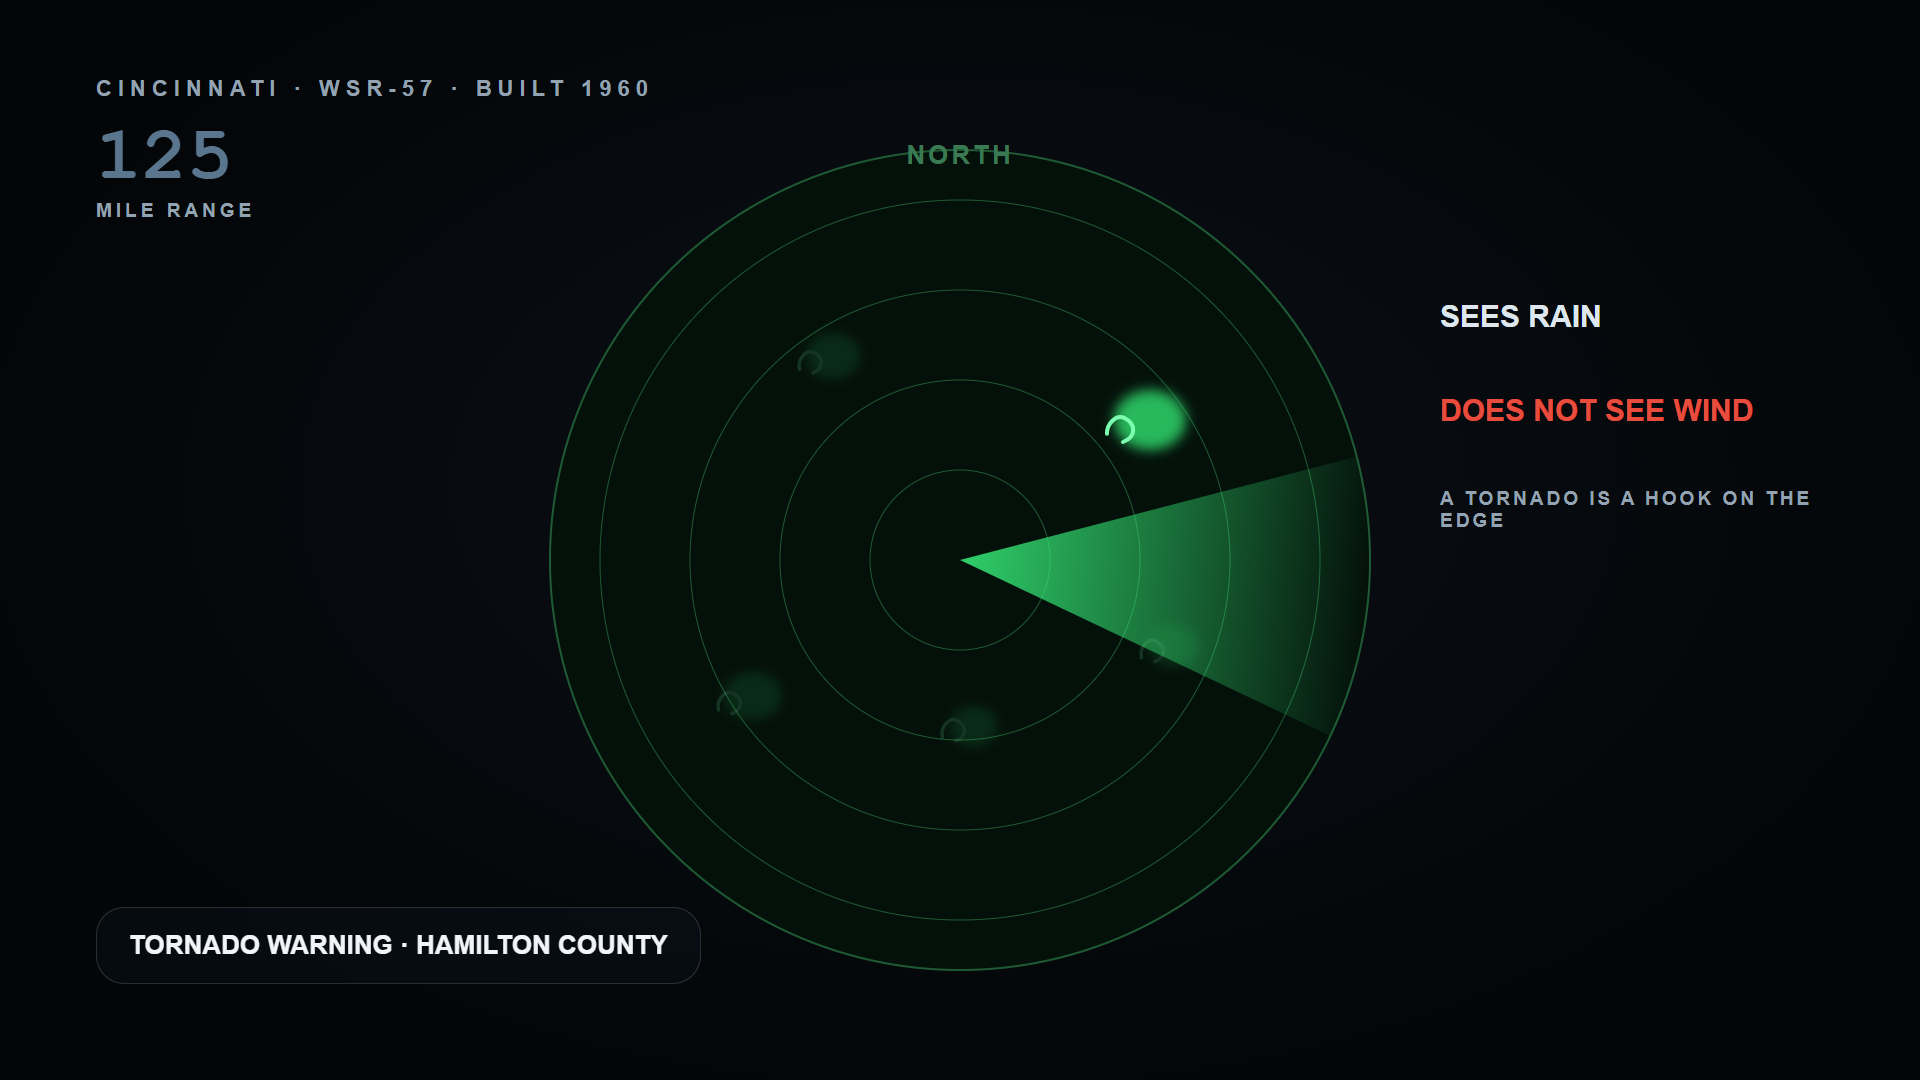 CINCINNATI · WSR-57 · BUILT 1960
125
MILE RANGE
NORTH
SEES RAIN
DOES NOT SEE WIND
A TORNADO IS A HOOK ON THE
EDGE
TORNADO WARNING · HAMILTON COUNTY